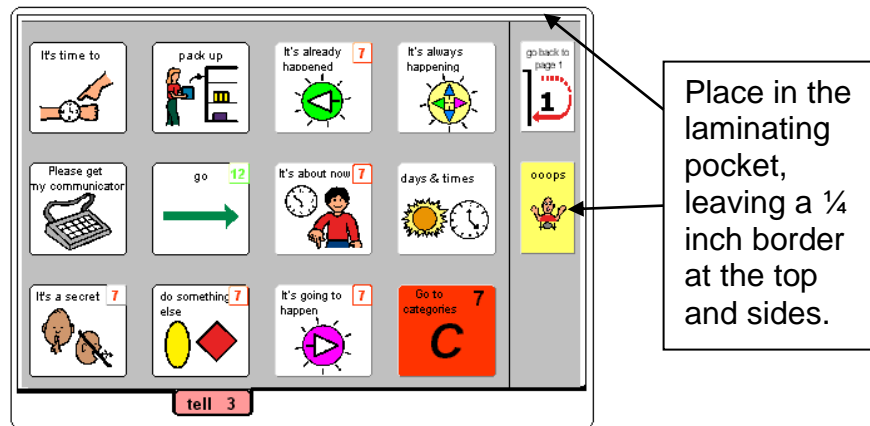 It's time to
pack up
It's already 7
happened
It's always
happening
go back to
page 1
1
Please get
my communicator
go 12
It's about now 7
days & times
ooops
It's a secret 7
do something 7
else
It's going to 7
happen
Go to 7
categories
C
tell 3
Place in the
laminating
pocket,
leaving a ¼
inch border
at the top
and sides.